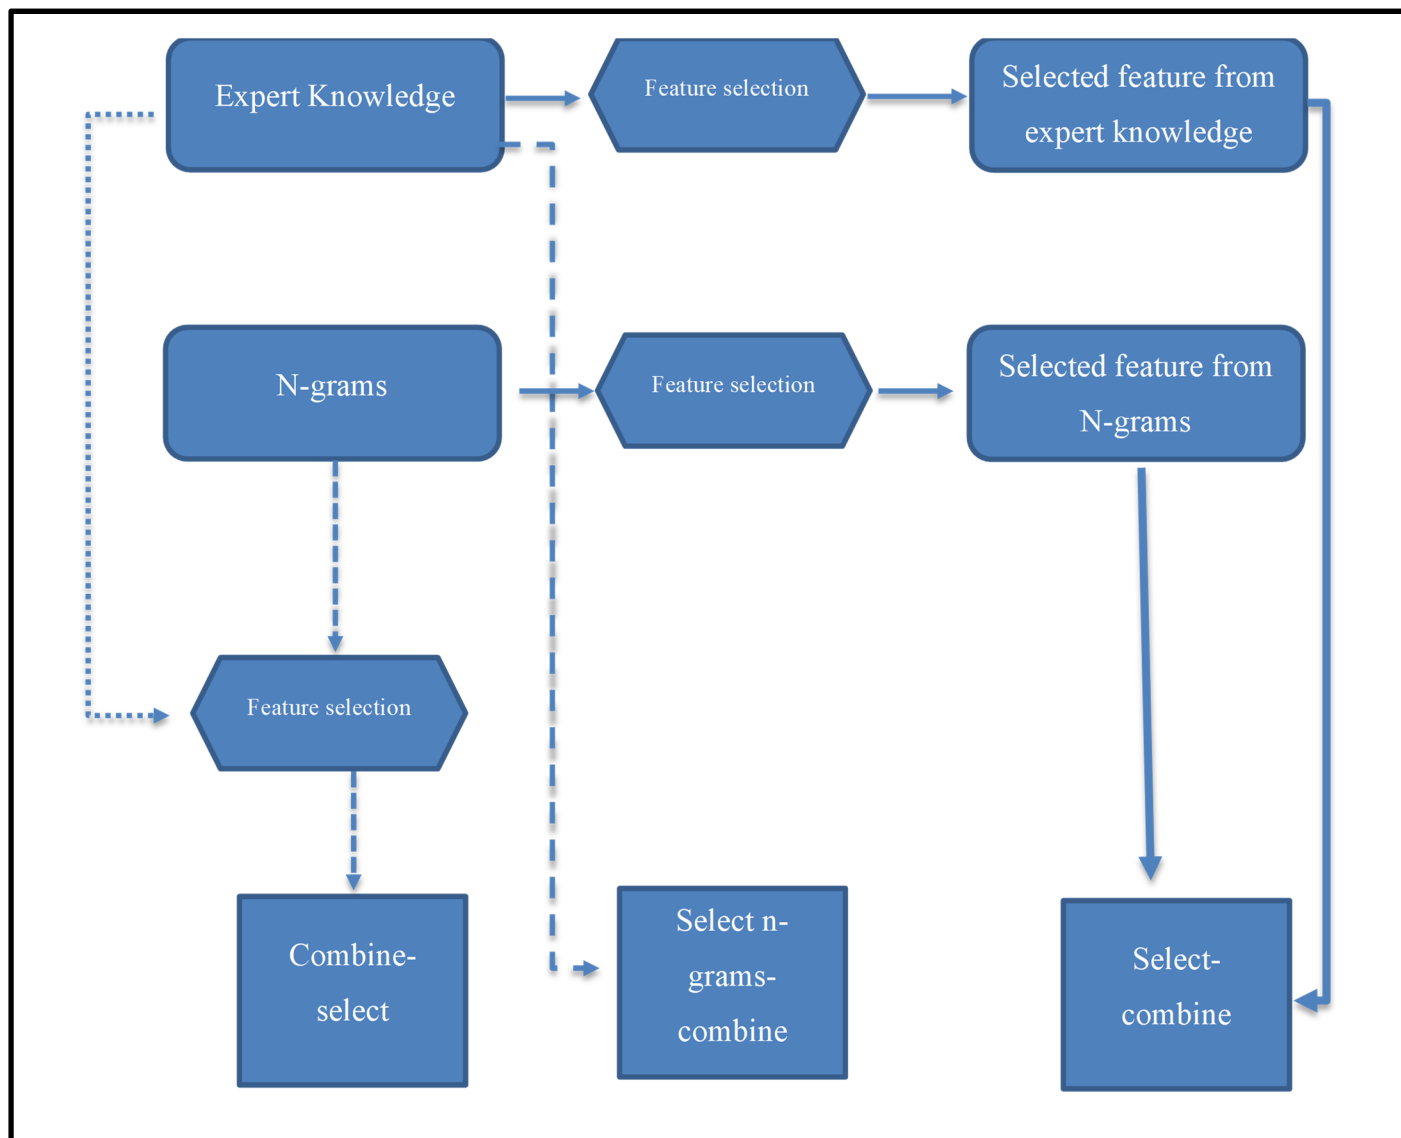 Expert Knowledge
Feature selection
Selected feature from
expert knowledge
N-grams
Feature selection
Selected feature from
N-grams
Feature selection
Combine-
select
Select n-
grams-
combine
Select-
combine